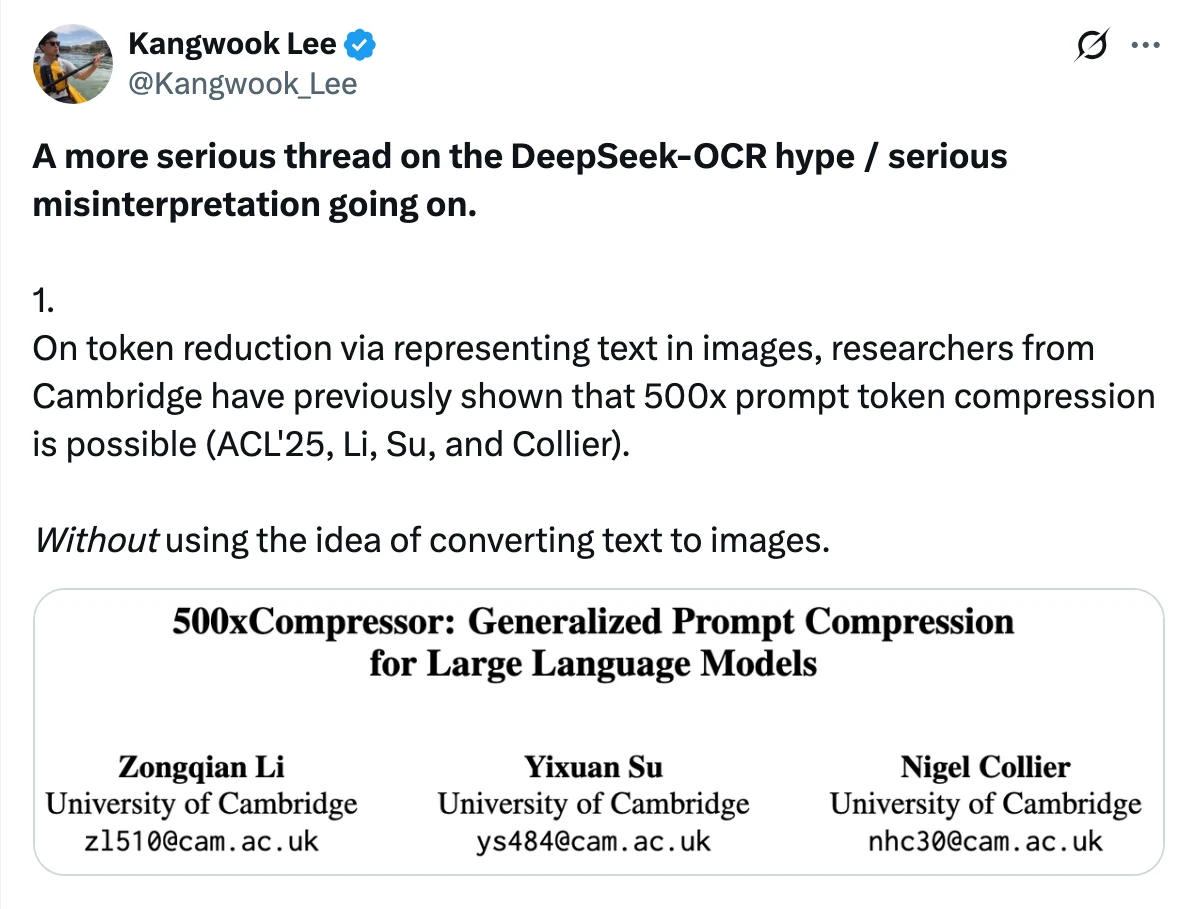 Kangwook Lee
@Kangwook_Lee
A more serious thread on the DeepSeek-OCR hype / serious
misinterpretation going on.
1.
On token reduction via representing text in images, researchers from
Cambridge have previously shown that 500x prompt token compression
is possible (ACL'25, Li, Su, and Collier).
Without using the idea of converting text to images.
500xCompressor: Generalized Prompt Compression
for Large Language Models
Zongqian Li
University of Cambridge
zl510@cam.ac.uk
Yixuan Su
University of Cambridge
ys484@cam.ac.uk
Nigel Collier
University of Cambridge
nhc30@cam.ac.uk